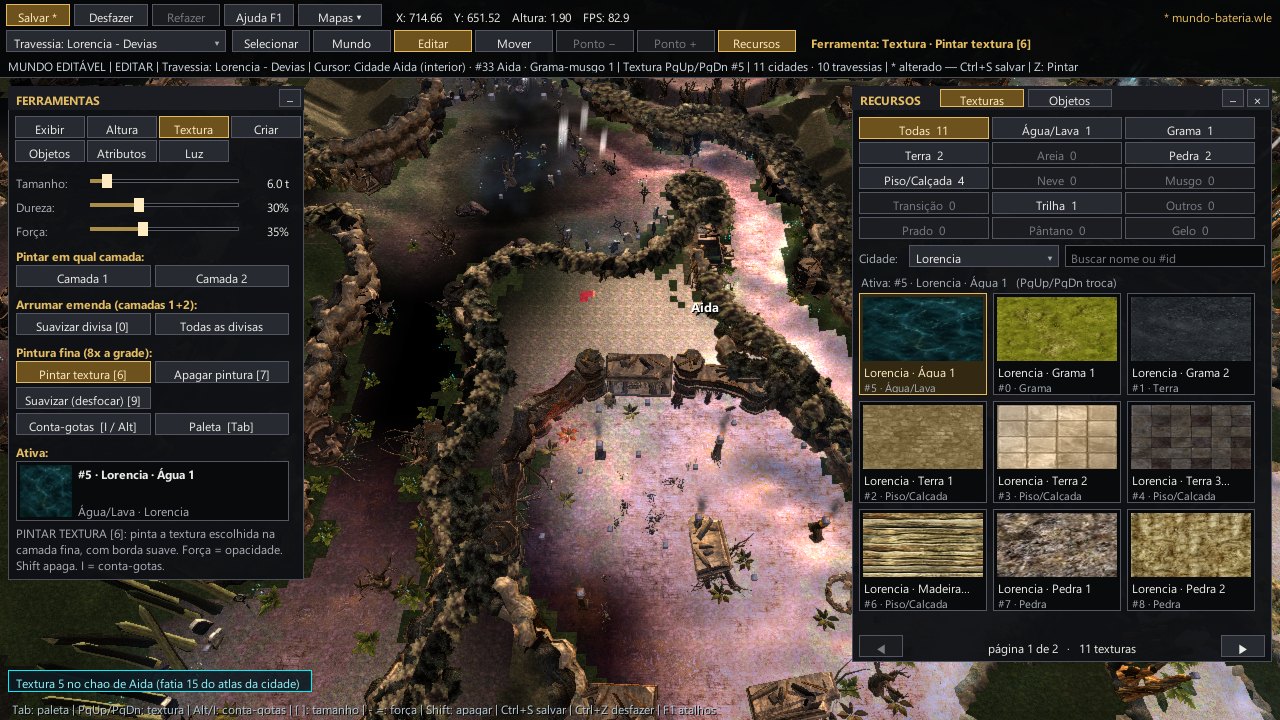 Salvar * Desfazer Refazer Ajuda F1 Mapas ▾ X: 714.66 Y: 651.52 Altura: 1.90 FPS: 82.9 * mundo-bateria.wle
Travessia: Lorencia - Devias ▾ Selecionar Mundo Editar Mover Ponto − Ponto + Recursos Ferramenta: Textura · Pintar textura [6]
MUNDO EDITÁVEL | EDITAR | Travessia: Lorencia - Devias | Cursor: Cidade Aida (interior) · #33 Aida · Grama-musgo 1 | Textura PgUp/PgDn #5 | 11 cidades · 10 travessias | * alterado — Ctrl+S salvar | Z: Pintar
FERRAMENTAS –
Exibir Altura Textura Criar
Objetos Atributos Luz
Tamanho: 6.0 t
Dureza: 30%
Força: 35%
Pintar em qual camada:
Camada 1 Camada 2
Arrumar emenda (camadas 1+2):
Suavizar divisa [0] Todas as divisas
Pintura fina (8x a grade):
Pintar textura [6] Apagar pintura [7]
Suavizar (desfocar) [9]
Conta-gotas [I / Alt] Paleta [Tab]
Ativa:
#5 · Lorencia · Água 1
Água/Lava · Lorencia
PINTAR TEXTURA [6]: pinta a textura escolhida na
camada fina, com borda suave. Força = opacidade.
Shift apaga. I = conta-gotas.
Aida
RECURSOS Texturas Objetos – ×
Todas 11 Água/Lava 1 Grama 1
Terra 2 Areia 0 Pedra 2
Piso/Calçada 4 Neve 0 Musgo 0
Transição 0 Trilha 1 Outros 0
Prado 0 Pântano 0 Gelo 0
Cidade: Lorencia ▾ Buscar nome ou #id
Ativa: #5 · Lorencia · Água 1 (PgUp/PgDn troca)
Lorencia · Água 1 Lorencia · Grama 1 Lorencia · Grama 2
#5 · Água/Lava #0 · Grama #1 · Terra
Lorencia · Terra 1 Lorencia · Terra 2 Lorencia · Terra 3...
#2 · Piso/Calçada #3 · Piso/Calçada #4 · Piso/Calçada
Lorencia · Madeira... Lorencia · Pedra 1 Lorencia · Pedra 2
#6 · Piso/Calçada #7 · Pedra #8 · Pedra
◀ página 1 de 2 · 11 texturas ▶
Textura 5 no chao de Aida (fatia 15 do atlas da cidade)
Tab: paleta | PgUp/PgDn: textura | Alt/I: conta-gotas | [ ]: tamanho | - =: força | Shift: apagar | Ctrl+S salvar | Ctrl+Z desfazer | F1 atalhos